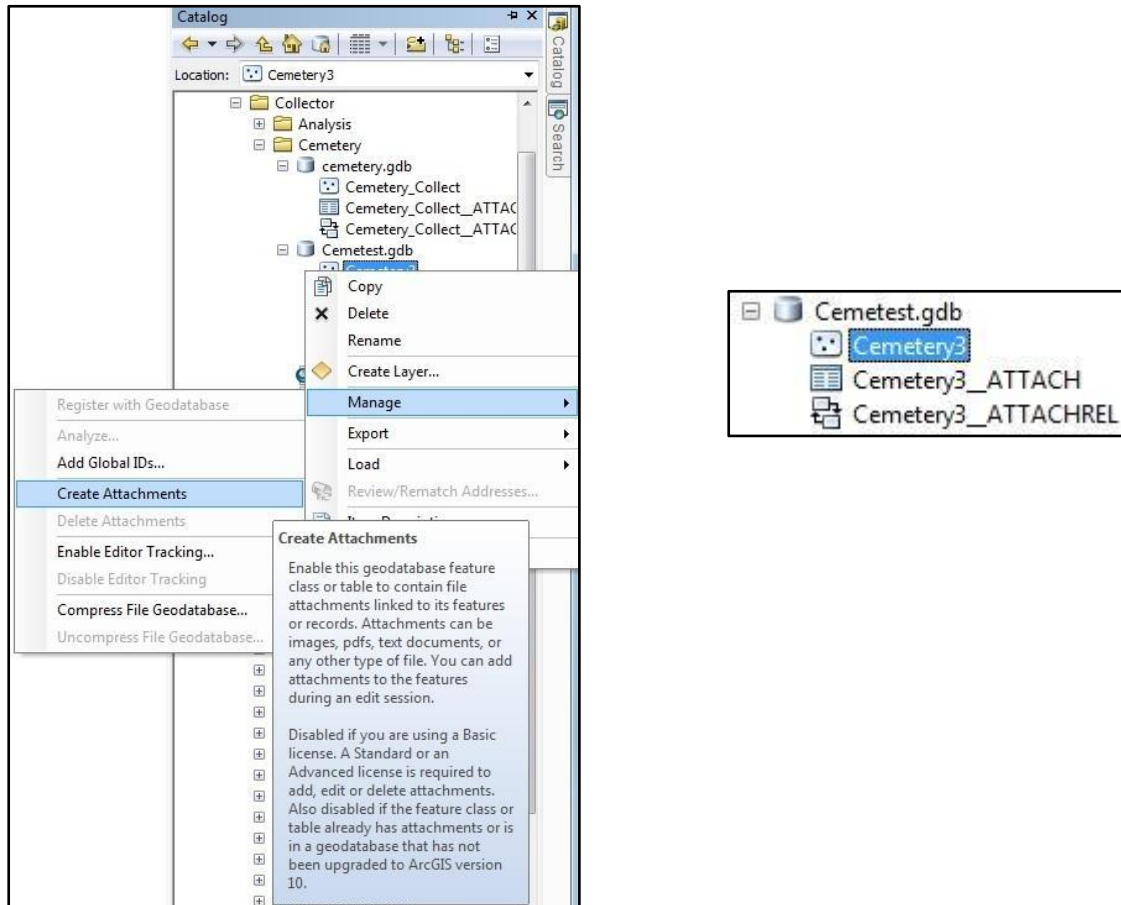 Catalog
Location: Cemetery3
Collector
Analysis
Cemetery
cemetery.gdb
Cemetery_Collect
Cemetery_Collect__ATTAC
Cemetery_Collect__ATTAC
Cemetest.gdb
Cemetery3
Copy
Delete
Rename
Create Layer...
Manage
Export
Load
Review/Rematch Addresses...
Register with Geodatabase
Analyze...
Add Global IDs...
Create Attachments
Delete Attachments
Enable Editor Tracking...
Disable Editor Tracking
Compress File Geodatabase...
Uncompress File Geodatabase...
Create Attachments
Enable this geodatabase feature
class or table to contain file
attachments linked to its features
or records. Attachments can be
images, pdfs, text documents, or
any other type of file. You can add
attachments to the features
during an edit session.
Disabled if you are using a Basic
license. A Standard or an
Advanced license is required to
add, edit or delete attachments.
Also disabled if the feature class or
table already has attachments or is
in a geodatabase that has not
been upgraded to ArcGIS version
10.
Catalog
Search
Cemetest.gdb
Cemetery3
Cemetery3__ATTACH
Cemetery3__ATTACHREL